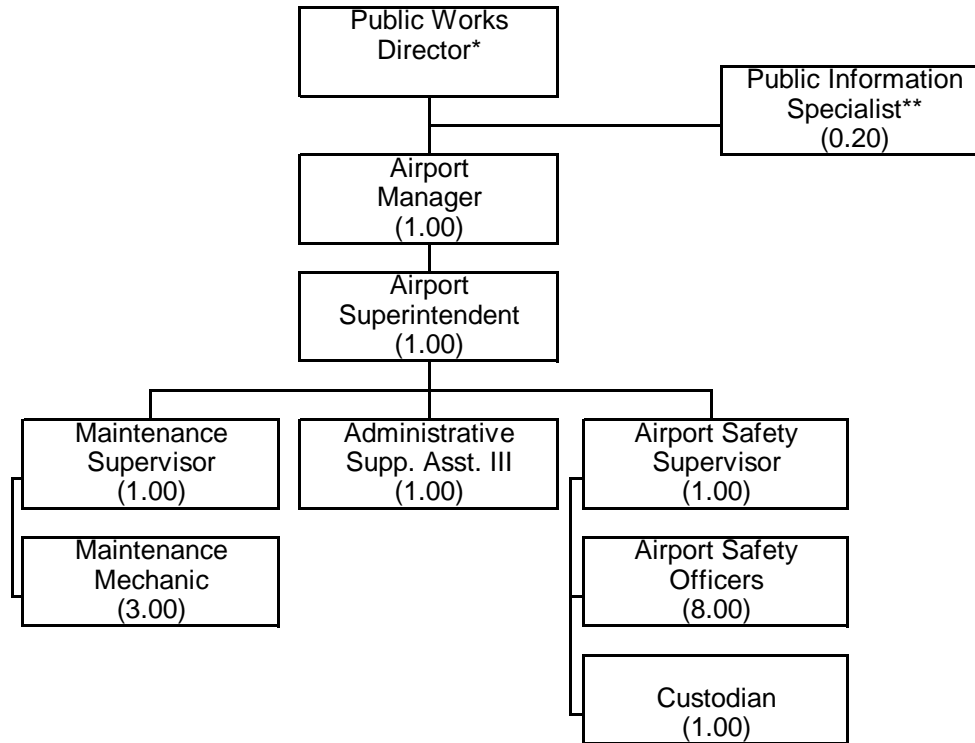 Public Works
Director*
Public Information
Specialist**
(0.20)
Airport
Manager
(1.00)
Airport
Superintendent
(1.00)
Maintenance
Supervisor
(1.00)
Administrative
Supp. Asst. III
(1.00)
Airport Safety
Supervisor
(1.00)
Maintenance
Mechanic
(3.00)
Airport Safety
Officers
(8.00)
Custodian
(1.00)